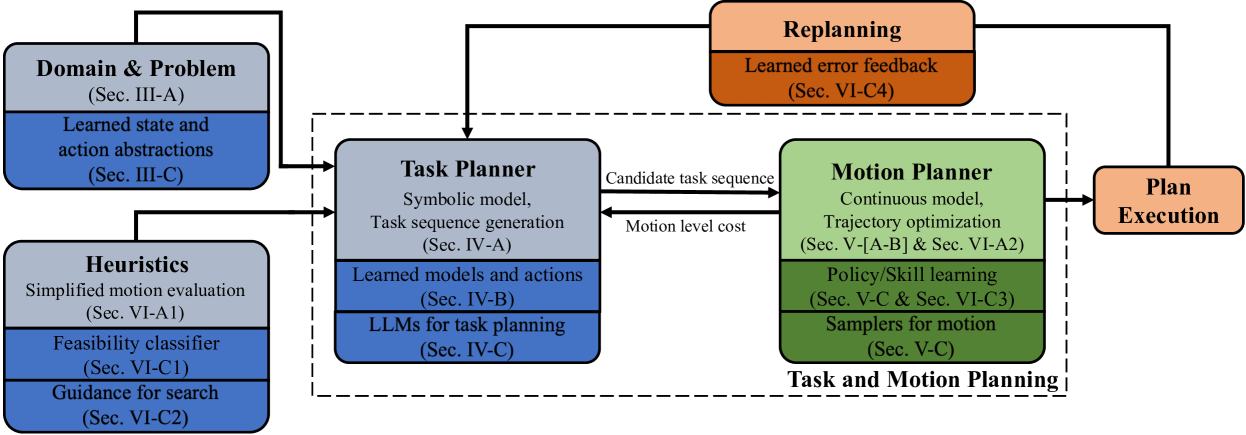 Domain & Problem
(Sec. III-A)
Learned state and
action abstractions
(Sec. III-C)
Heuristics
Simplified motion evaluation
(Sec. VI-A1)
Feasibility classifier
(Sec. VI-C1)
Guidance for search
(Sec. VI-C2)
Replanning
Learned error feedback
(Sec. VI-C4)
Task Planner
Symbolic model,
Task sequence generation
(Sec. IV-A)
Learned models and actions
(Sec. IV-B)
LLMs for task planning
(Sec. IV-C)
Candidate task sequence
Motion level cost
Motion Planner
Continuous model,
Trajectory optimization
(Sec. V-[A-B] & Sec. VI-A2)
Policy/Skill learning
(Sec. V-C & Sec. VI-C3)
Samplers for motion
(Sec. V-C)
Task and Motion Planning
Plan
Execution